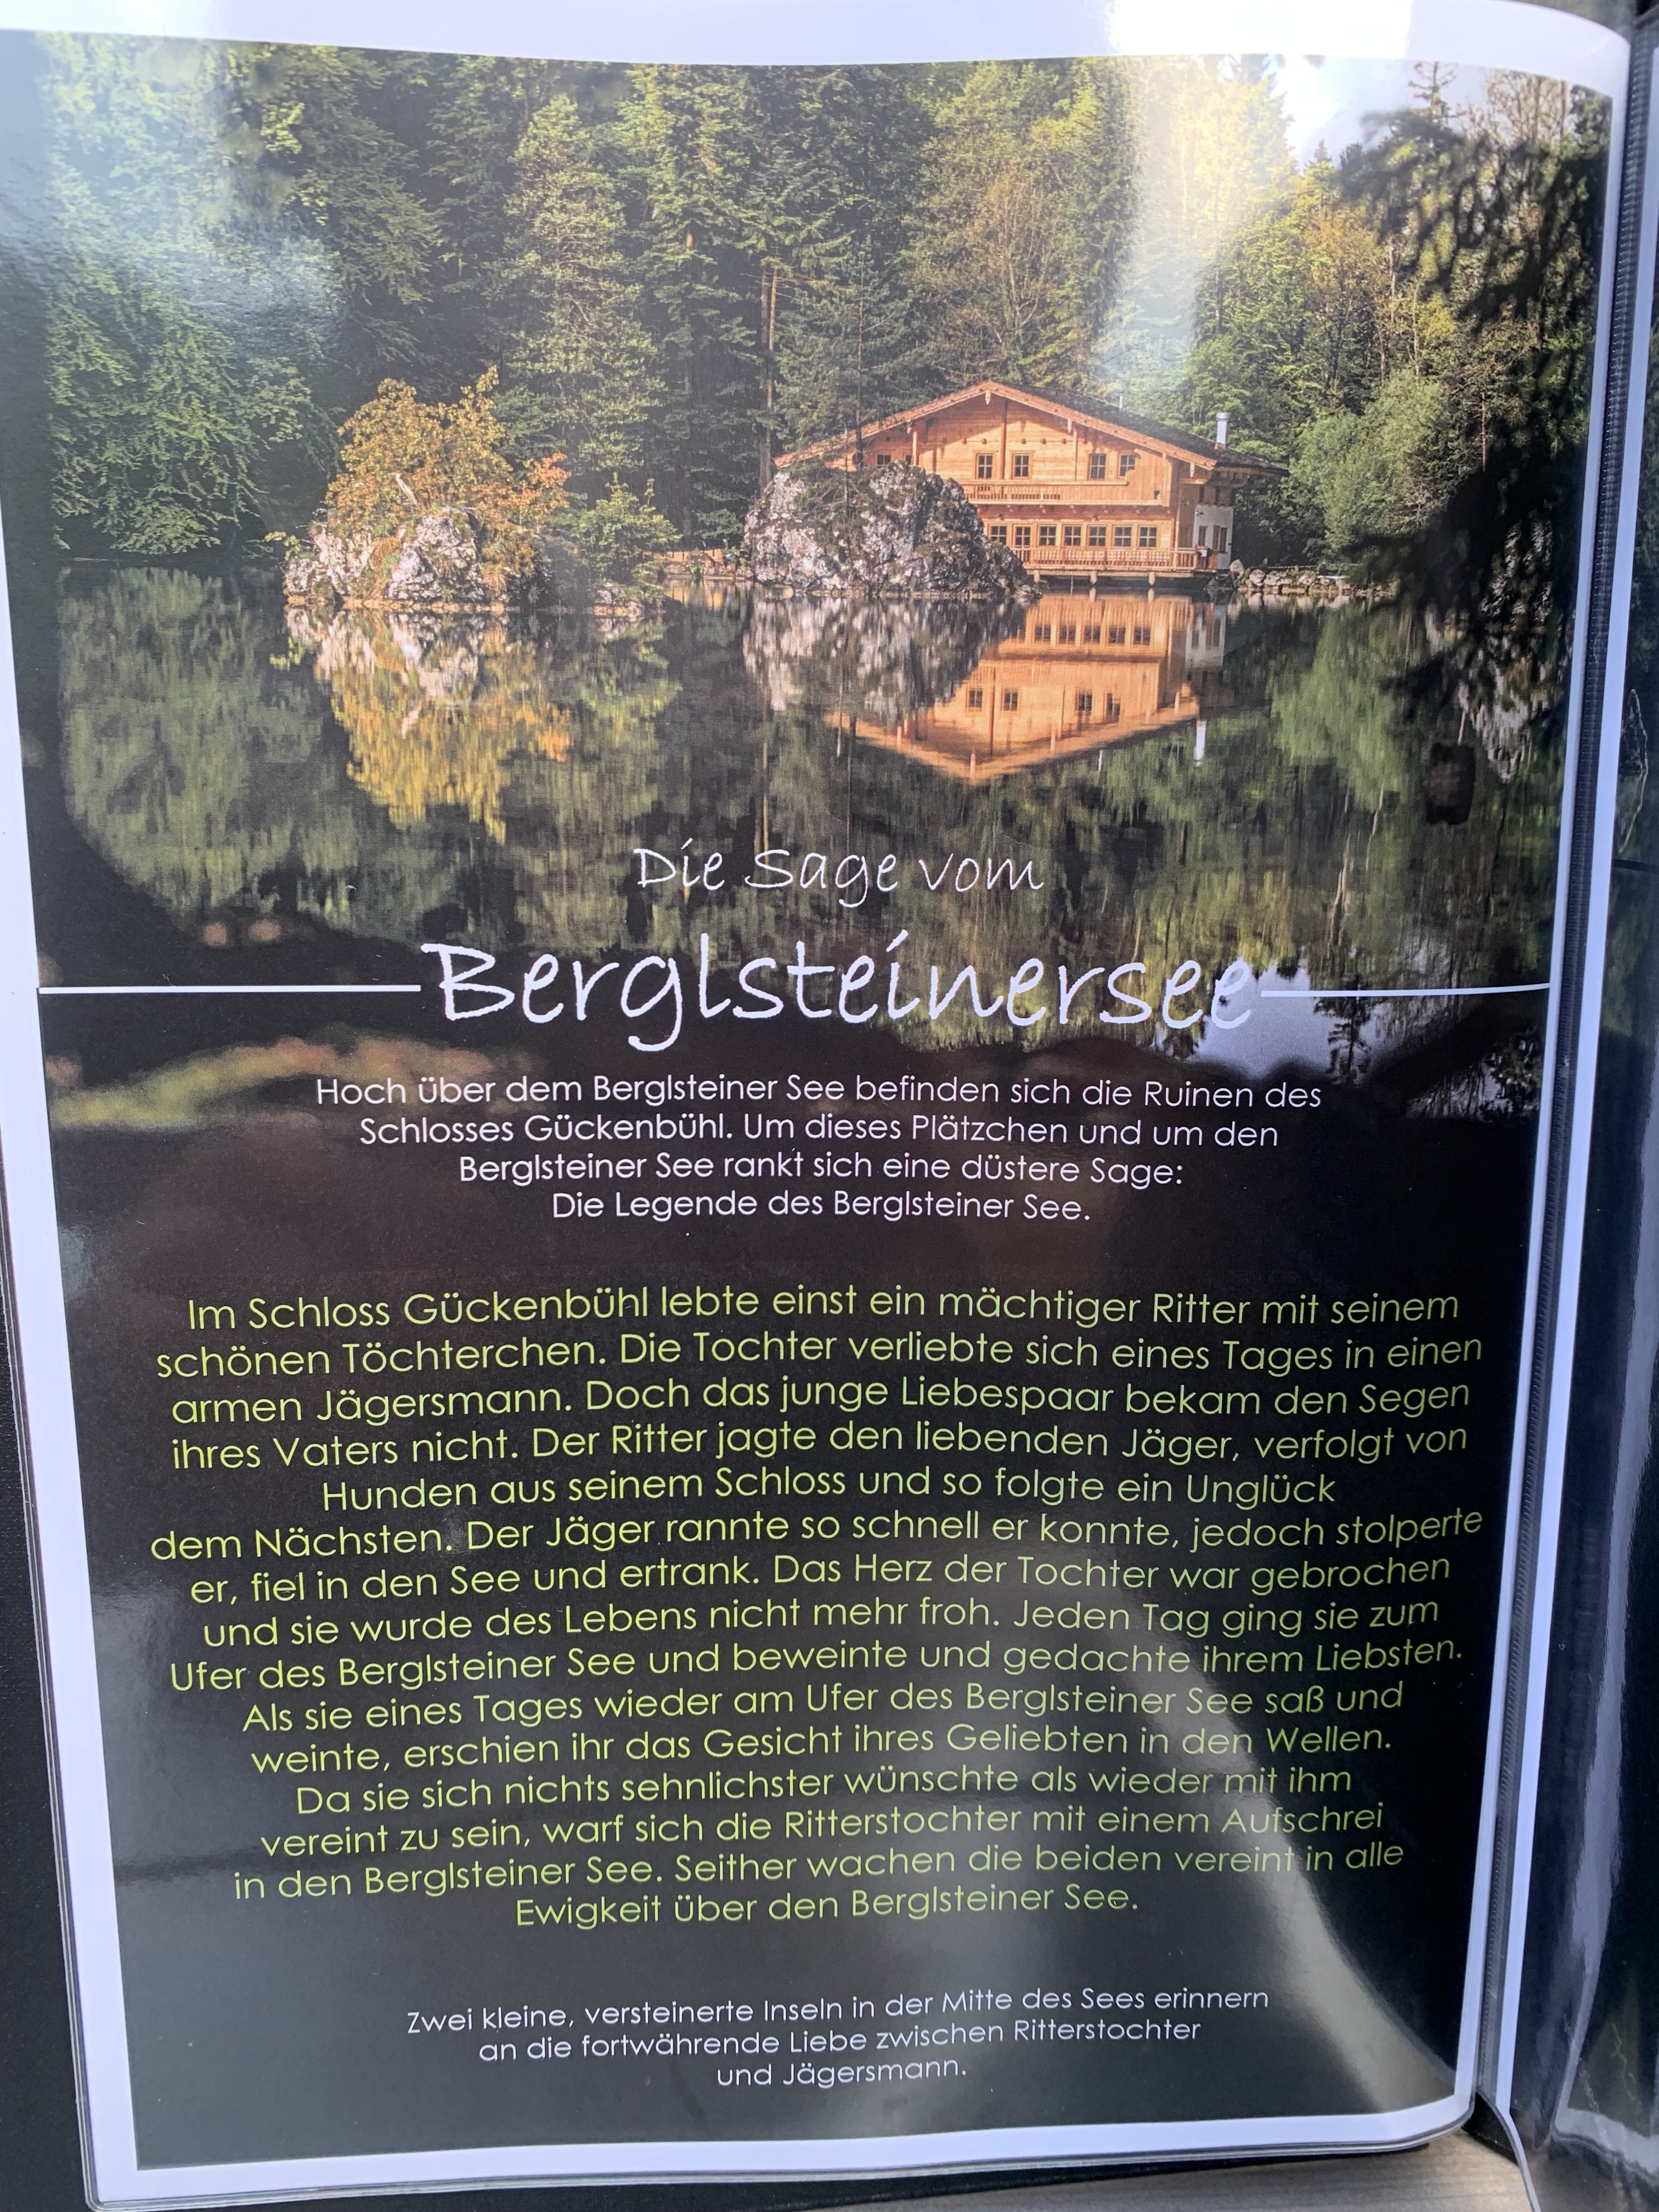 Die Sage vom
Berglsteinersee
Hoch über dem Berglsteiner See befinden sich die Ruinen des
Schlosses Gückenbühl. Um dieses Plätzchen und um den
Berglsteiner See rankt sich eine düstere Sage:
Die Legende des Berglsteiner See.
Im Schloss Gückenbühl lebte einst ein mächtiger Ritter mit seinem
schönen Töchterchen. Die Tochter verliebte sich eines Tages in einen
armen Jägersmann. Doch das junge Liebespaar bekam den Segen
ihres Vaters nicht. Der Ritter jagte den liebenden Jäger, verfolgt von
Hunden aus seinem Schloss und so folgte ein Unglück
dem Nächsten. Der Jäger rannte so schnell er konnte, jedoch stolperte
er, fiel in den See und ertrank. Das Herz der Tochter war gebrochen
und sie wurde des Lebens nicht mehr froh. Jeden Tag ging sie zum
Ufer des Berglsteiner See und beweinte und gedachte ihrem Liebsten.
Als sie eines Tages wieder am Ufer des Berglsteiner See saß und
weinte, erschien ihr das Gesicht ihres Geliebten in den Wellen.
Da sie sich nichts sehnlichster wünschte als wieder mit ihm
vereint zu sein, warf sich die Ritterstochter mit einem Aufschrei
in den Berglsteiner See. Seither wachen die beiden vereint in alle
Ewigkeit über den Berglsteiner See.
Zwei kleine, versteinerte Inseln in der Mitte des Sees erinnern
an die fortwährende Liebe zwischen Ritterstochter
und Jägersmann.